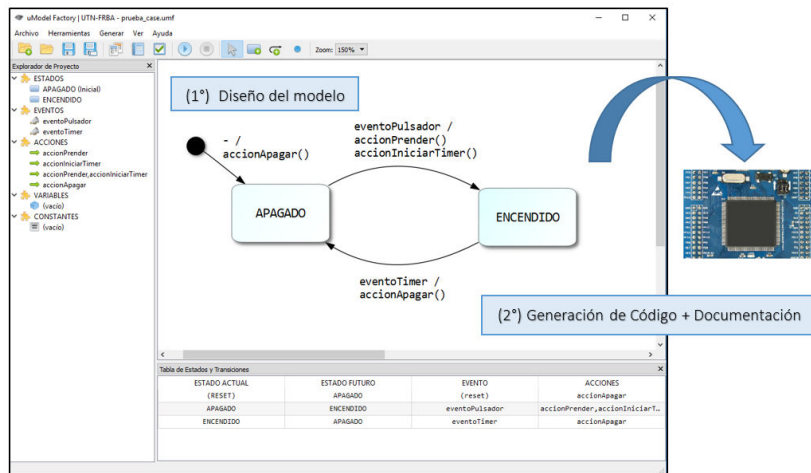 uModel Factory | UTN-FRBA - prueba_case.umf
Archivo Herramientas Generar Ver Ayuda
Zoom: 150%
Explorador de Proyecto
ESTADOS
APAGADO (Inicial)
ENCENDIDO
EVENTOS
eventoPulsador
eventoTimer
ACCIONES
accionPrender
accionIniciarTimer
accionPrender,accionIniciarTimer
accionApagar
VARIABLES
(vacío)
CONSTANTES
(vacío)
(1°) Diseño del modelo
- /
accionApagar()
eventoPulsador /
accionPrender()
accionIniciarTimer()
APAGADO
ENCENDIDO
eventoTimer /
accionApagar()
(2°) Generación de Código + Documentación
Tabla de Estados y Transiciones
ESTADO ACTUAL ESTADO FUTURO EVENTO ACCIONES
(RESET) APAGADO (reset) accionApagar
APAGADO ENCENDIDO eventoPulsador accionPrender,accionIniciarT...
ENCENDIDO APAGADO eventoTimer accionApagar